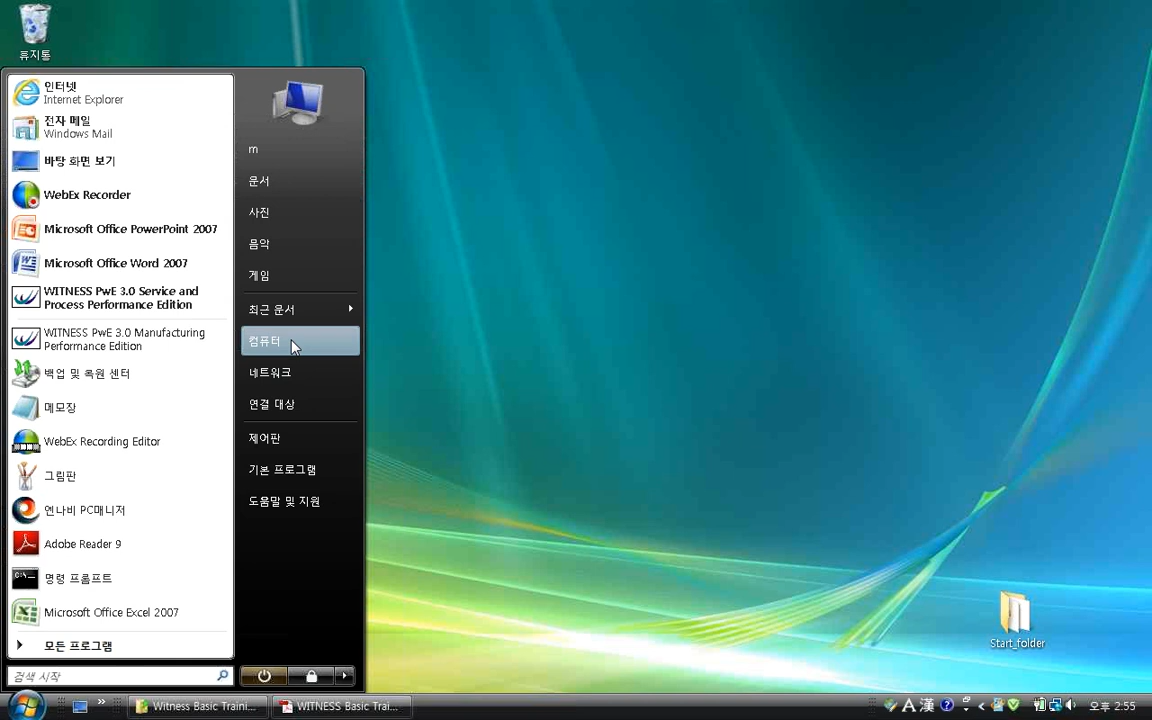 휴지통
인터넷
Internet Explorer
전자 메일
Windows Mail
바탕 화면 보기
WebEx Recorder
Microsoft Office PowerPoint 2007
Microsoft Office Word 2007
WITNESS PwE 3.0 Service and
Process Performance Edition
WITNESS PwE 3.0 Manufacturing
Performance Edition
백업 및 복원 센터
메모장
WebEx Recording Editor
그림판
엔나비 PC매니저
Adobe Reader 9
명령 프롬프트
Microsoft Office Excel 2007
모든 프로그램
검색 시작
m
문서
사진
음악
게임
최근 문서
컴퓨터
네트워크
연결 대상
제어판
기본 프로그램
도움말 및 지원
Start_folder
Witness Basic Traini...
WITNESS Basic Trai...
A 漢
오후 2:55